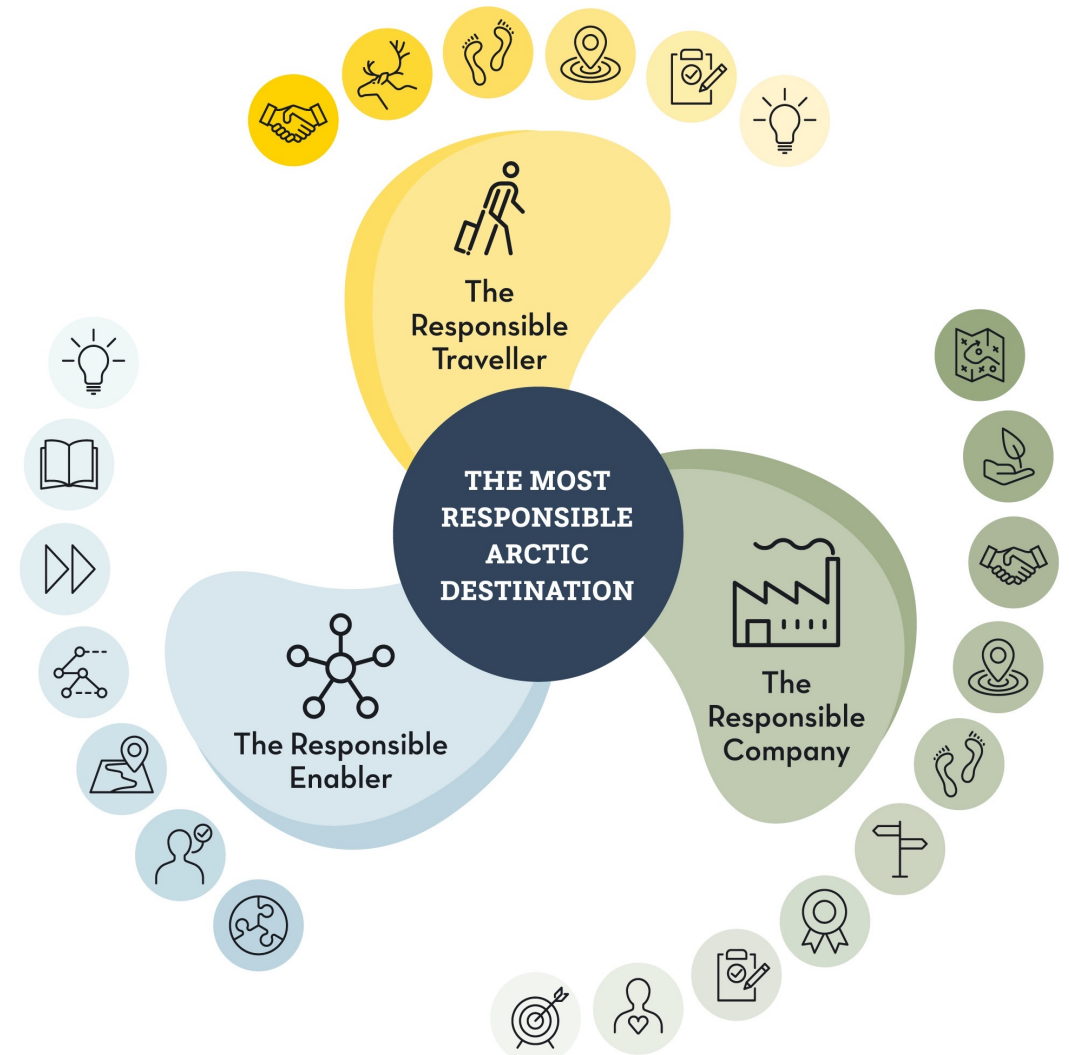 The
Responsible
Traveller
THE MOST
RESPONSIBLE
ARCTIC
DESTINATION
The
Responsible
Company
The Responsible
Enabler